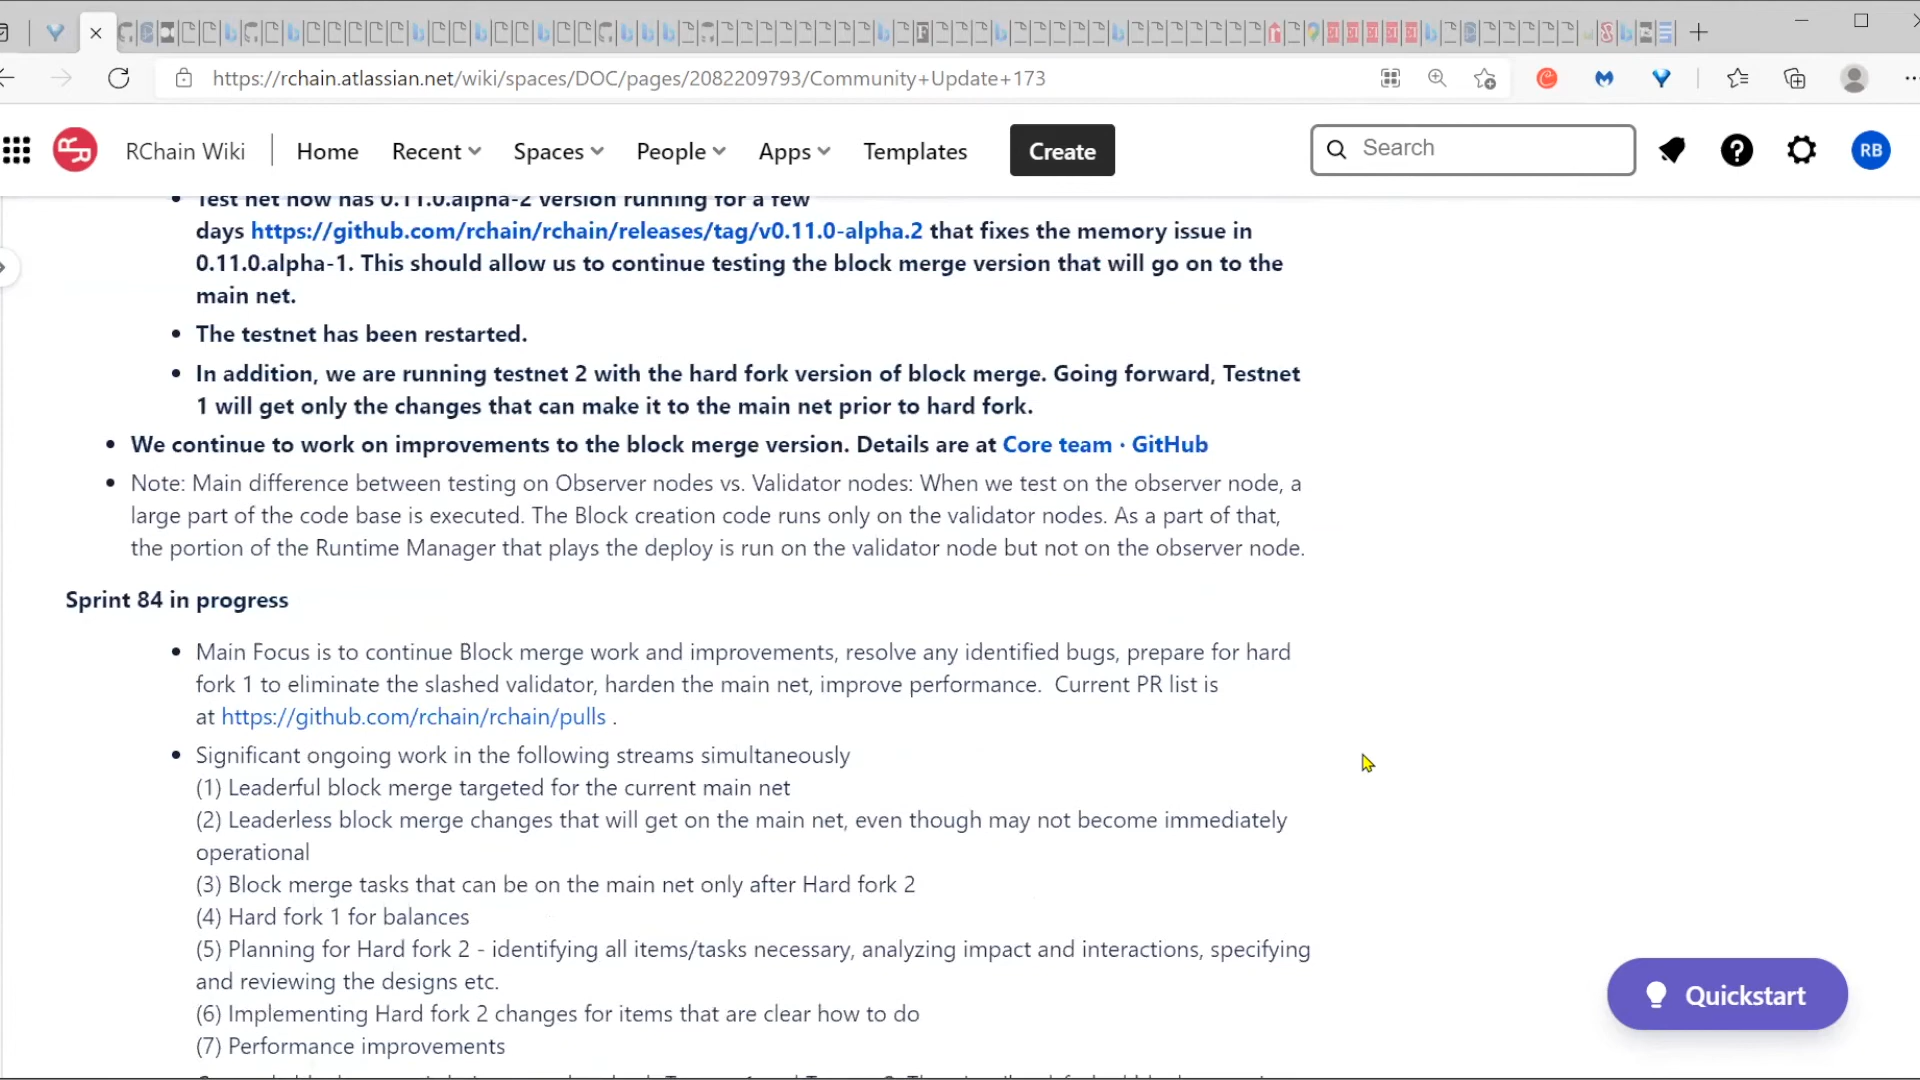 https://rchain.atlassian.net/wiki/spaces/DOC/pages/2082209793/Community+Update+173
RChain Wiki Home Recent Spaces People Apps Templates Create Search RB
Test net now has 0.11.0.alpha-2 version running for a few
days https://github.com/rchain/rchain/releases/tag/v0.11.0-alpha.2 that fixes the memory issue in
0.11.0.alpha-1. This should allow us to continue testing the block merge version that will go on to the
main net.
• The testnet has been restarted.
• In addition, we are running testnet 2 with the hard fork version of block merge. Going forward, Testnet
1 will get only the changes that can make it to the main net prior to hard fork.
• We continue to work on improvements to the block merge version. Details are at Core team · GitHub
• Note: Main difference between testing on Observer nodes vs. Validator nodes: When we test on the observer node, a
large part of the code base is executed. The Block creation code runs only on the validator nodes. As a part of that,
the portion of the Runtime Manager that plays the deploy is run on the validator node but not on the observer node.
Sprint 84 in progress
• Main Focus is to continue Block merge work and improvements, resolve any identified bugs, prepare for hard
fork 1 to eliminate the slashed validator, harden the main net, improve performance. Current PR list is
at https://github.com/rchain/rchain/pulls .
• Significant ongoing work in the following streams simultaneously
(1) Leaderful block merge targeted for the current main net
(2) Leaderless block merge changes that will get on the main net, even though may not become immediately
operational
(3) Block merge tasks that can be on the main net only after Hard fork 2
(4) Hard fork 1 for balances
(5) Planning for Hard fork 2 - identifying all items/tasks necessary, analyzing impact and interactions, specifying
and reviewing the designs etc.
(6) Implementing Hard fork 2 changes for items that are clear how to do
(7) Performance improvements
Quickstart